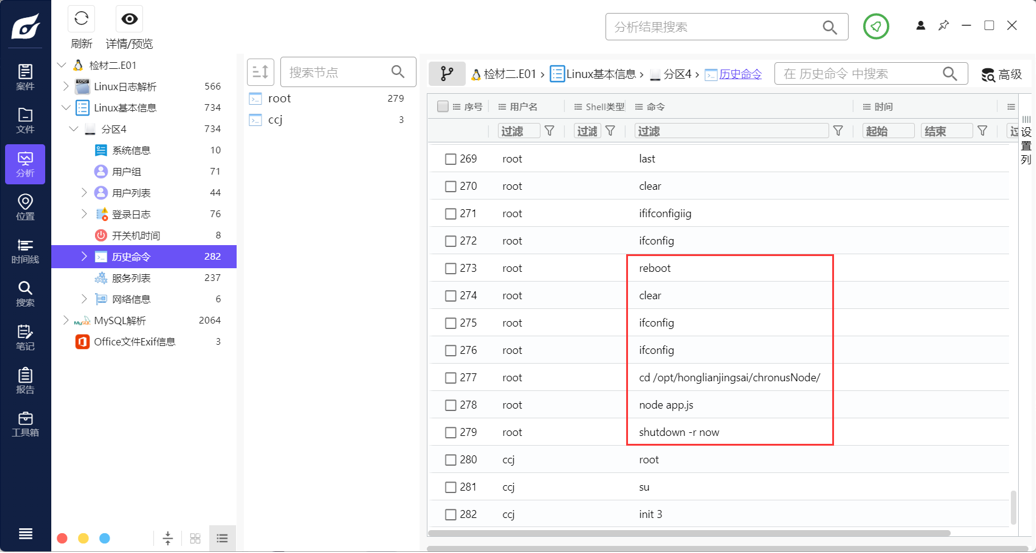 刷新
详情/预览
分析结果搜索
案件
文件
分析
位置
时间线
搜索
笔记
报告
工具箱
检材二.E01
Linux日志解析 566
Linux基本信息 734
分区4 734
系统信息 10
用户组 71
用户列表 44
登录日志 76
开关机时间 8
历史命令 282
服务列表 237
网络信息 6
MySQL解析 2064
Office文件Exif信息 3
搜索节点
root 279
ccj 3
检材二.E01 › Linux基本信息 › 分区4 › 历史命令
在 历史命令 中搜索
高级
序号 用户名 Shell类型 命令 时间
过滤 过滤 过滤 起始 结束 过
269 root last
270 root clear
271 root ififconfigiig
272 root ifconfig
273 root reboot
274 root clear
275 root ifconfig
276 root ifconfig
277 root cd /opt/honglianjingsai/chronusNode/
278 root node app.js
279 root shutdown -r now
280 ccj root
281 ccj su
282 ccj init 3
设置列